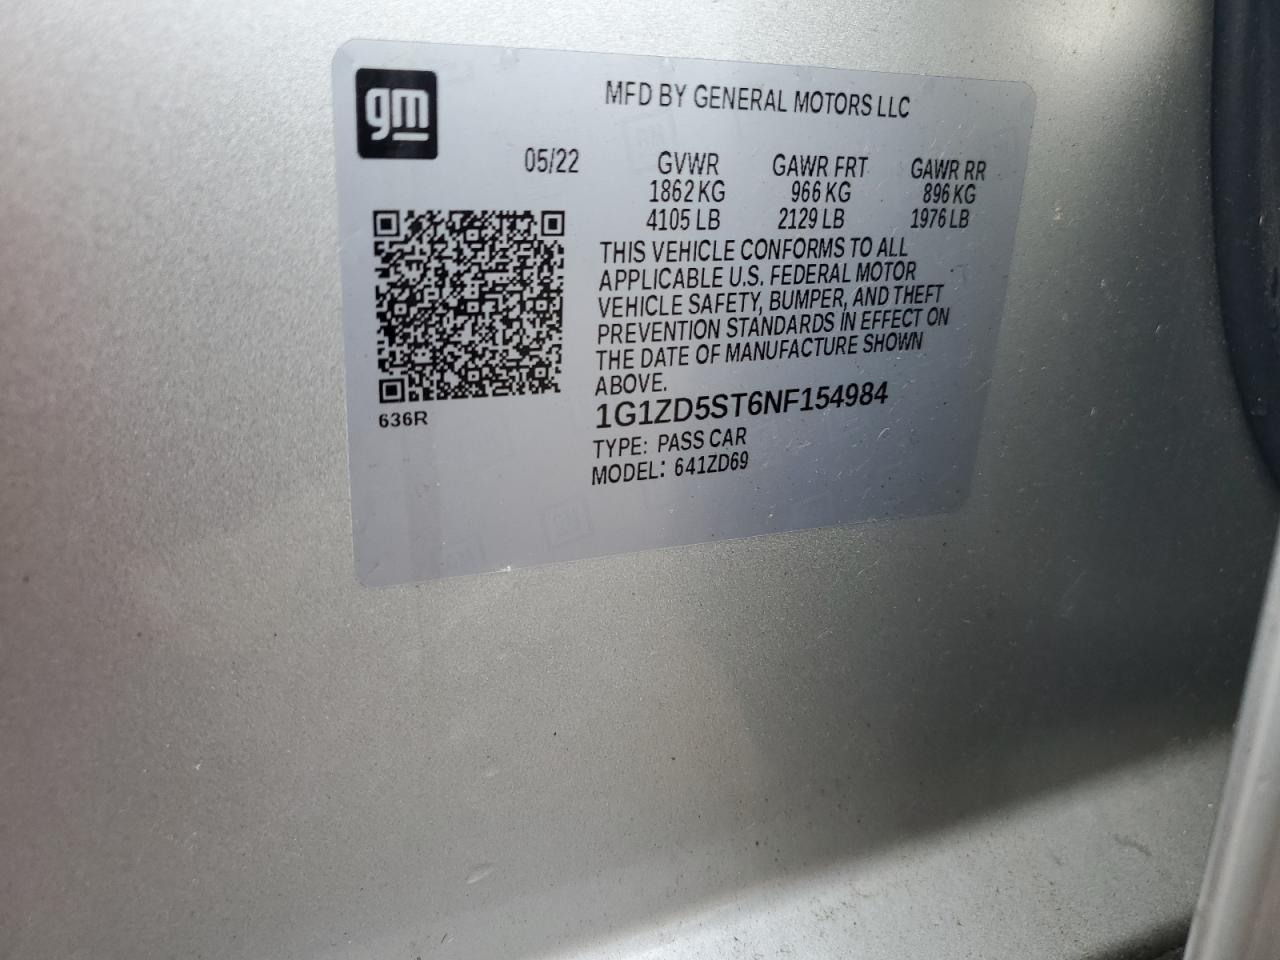 gm
MFD BY GENERAL MOTORS LLC
05/22 GVWR GAWR FRT GAWR RR
1862 KG 966 KG 896 KG
4105 LB 2129 LB 1976 LB
THIS VEHICLE CONFORMS TO ALL
APPLICABLE U.S. FEDERAL MOTOR
VEHICLE SAFETY, BUMPER, AND THEFT
PREVENTION STANDARDS IN EFFECT ON
THE DATE OF MANUFACTURE SHOWN
ABOVE.
636R
1G1ZD5ST6NF154984
TYPE: PASS CAR
MODEL: 641ZD69